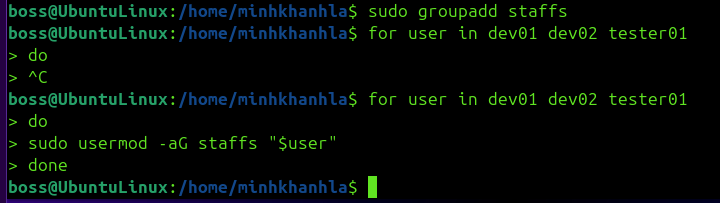 boss@UbuntuLinux:/home/minhkhanhla$ sudo groupadd staffs
boss@UbuntuLinux:/home/minhkhanhla$ for user in dev01 dev02 tester01
> do
> ^C
boss@UbuntuLinux:/home/minhkhanhla$ for user in dev01 dev02 tester01
> do
> sudo usermod -aG staffs "$user"
> done
boss@UbuntuLinux:/home/minhkhanhla$